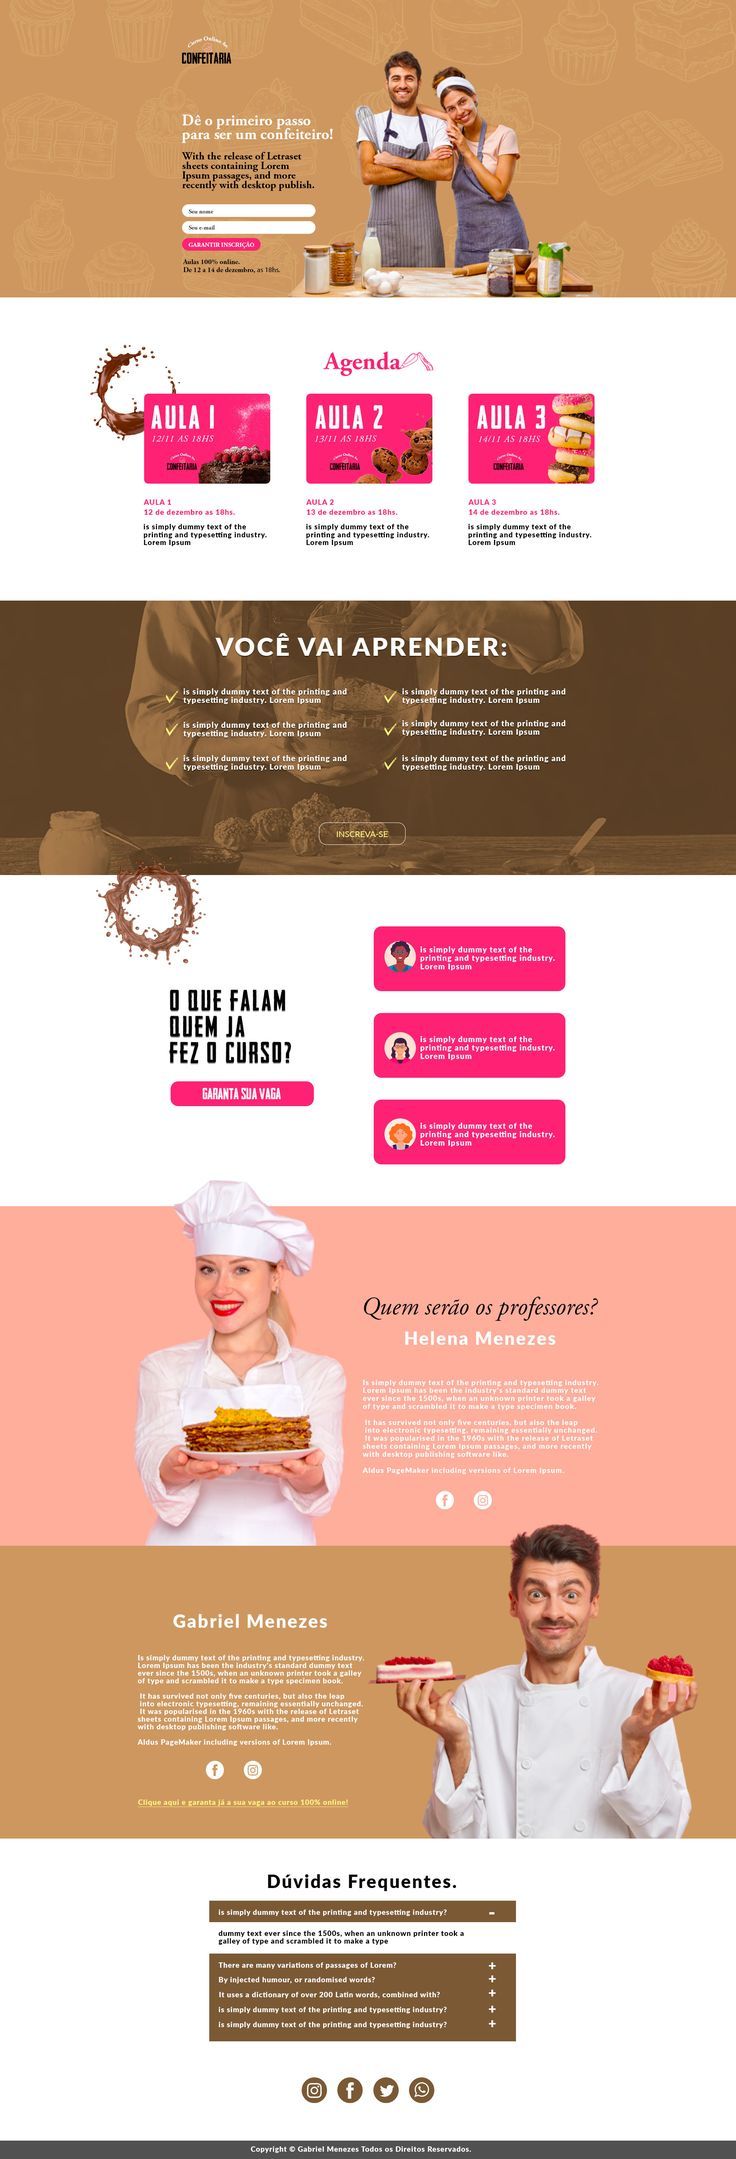 Curso Online de
CONFEITARIA
Dê o primeiro passo
para ser um confeiteiro!
With the release of Letraset
sheets containing Lorem
Ipsum passages, and more
recently with desktop publish.
Seu nome
Seu e-mail
GARANTIR INSCRIÇÃO
Aulas 100% online.
De 12 a 14 de dezembro, as 18hs.
Agenda
AULA 1
12/11 AS 18HS
Curso Online de
CONFEITARIA
AULA 2
13/11 AS 18HS
Curso Online de
CONFEITARIA
AULA 3
14/11 AS 18HS
Curso Online de
CONFEITARIA
AULA 1
12 de dezembro as 18hs.
is simply dummy text of the
printing and typesetting industry.
Lorem Ipsum
AULA 2
13 de dezembro as 18hs.
is simply dummy text of the
printing and typesetting industry.
Lorem Ipsum
AULA 3
14 de dezembro as 18hs.
is simply dummy text of the
printing and typesetting industry.
Lorem Ipsum
VOCÊ VAI APRENDER:
is simply dummy text of the printing and
typesetting industry. Lorem Ipsum
is simply dummy text of the printing and
typesetting industry. Lorem Ipsum
is simply dummy text of the printing and
typesetting industry. Lorem Ipsum
is simply dummy text of the printing and
typesetting industry. Lorem Ipsum
is simply dummy text of the printing and
typesetting industry. Lorem Ipsum
is simply dummy text of the printing and
typesetting industry. Lorem Ipsum
INSCREVA-SE
O QUE FALAM
QUEM JA
FEZ O CURSO?
GARANTA SUA VAGA
is simply dummy text of the
printing and typesetting industry.
Lorem Ipsum
is simply dummy text of the
printing and typesetting industry.
Lorem Ipsum
is simply dummy text of the
printing and typesetting industry.
Lorem Ipsum
Quem serão os professores?
Helena Menezes
Is simply dummy text of the printing and typesetting industry.
Lorem Ipsum has been the industry's standard dummy text
ever since the 1500s, when an unknown printer took a galley
of type and scrambled it to make a type specimen book.
It has survived not only five centuries, but also the leap
into electronic typesetting, remaining essentially unchanged.
It was popularised in the 1960s with the release of Letraset
sheets containing Lorem Ipsum passages, and more recently
with desktop publishing software like.
Aldus PageMaker including versions of Lorem Ipsum.
Gabriel Menezes
Is simply dummy text of the printing and typesetting industry.
Lorem Ipsum has been the industry's standard dummy text
ever since the 1500s, when an unknown printer took a galley
of type and scrambled it to make a type specimen book.
It has survived not only five centuries, but also the leap
into electronic typesetting, remaining essentially unchanged.
It was popularised in the 1960s with the release of Letraset
sheets containing Lorem Ipsum passages, and more recently
with desktop publishing software like.
Aldus PageMaker including versions of Lorem Ipsum.
Clique aqui e garanta já a sua vaga ao curso 100% online!
Dúvidas Frequentes.
is simply dummy text of the printing and typesetting industry? -
dummy text ever since the 1500s, when an unknown printer took a
galley of type and scrambled it to make a type
There are many variations of passages of Lorem? +
By injected humour, or randomised words? +
It uses a dictionary of over 200 Latin words, combined with? +
is simply dummy text of the printing and typesetting industry? +
is simply dummy text of the printing and typesetting industry? +
Copyright © Gabriel Menezes Todos os Direitos Reservados.